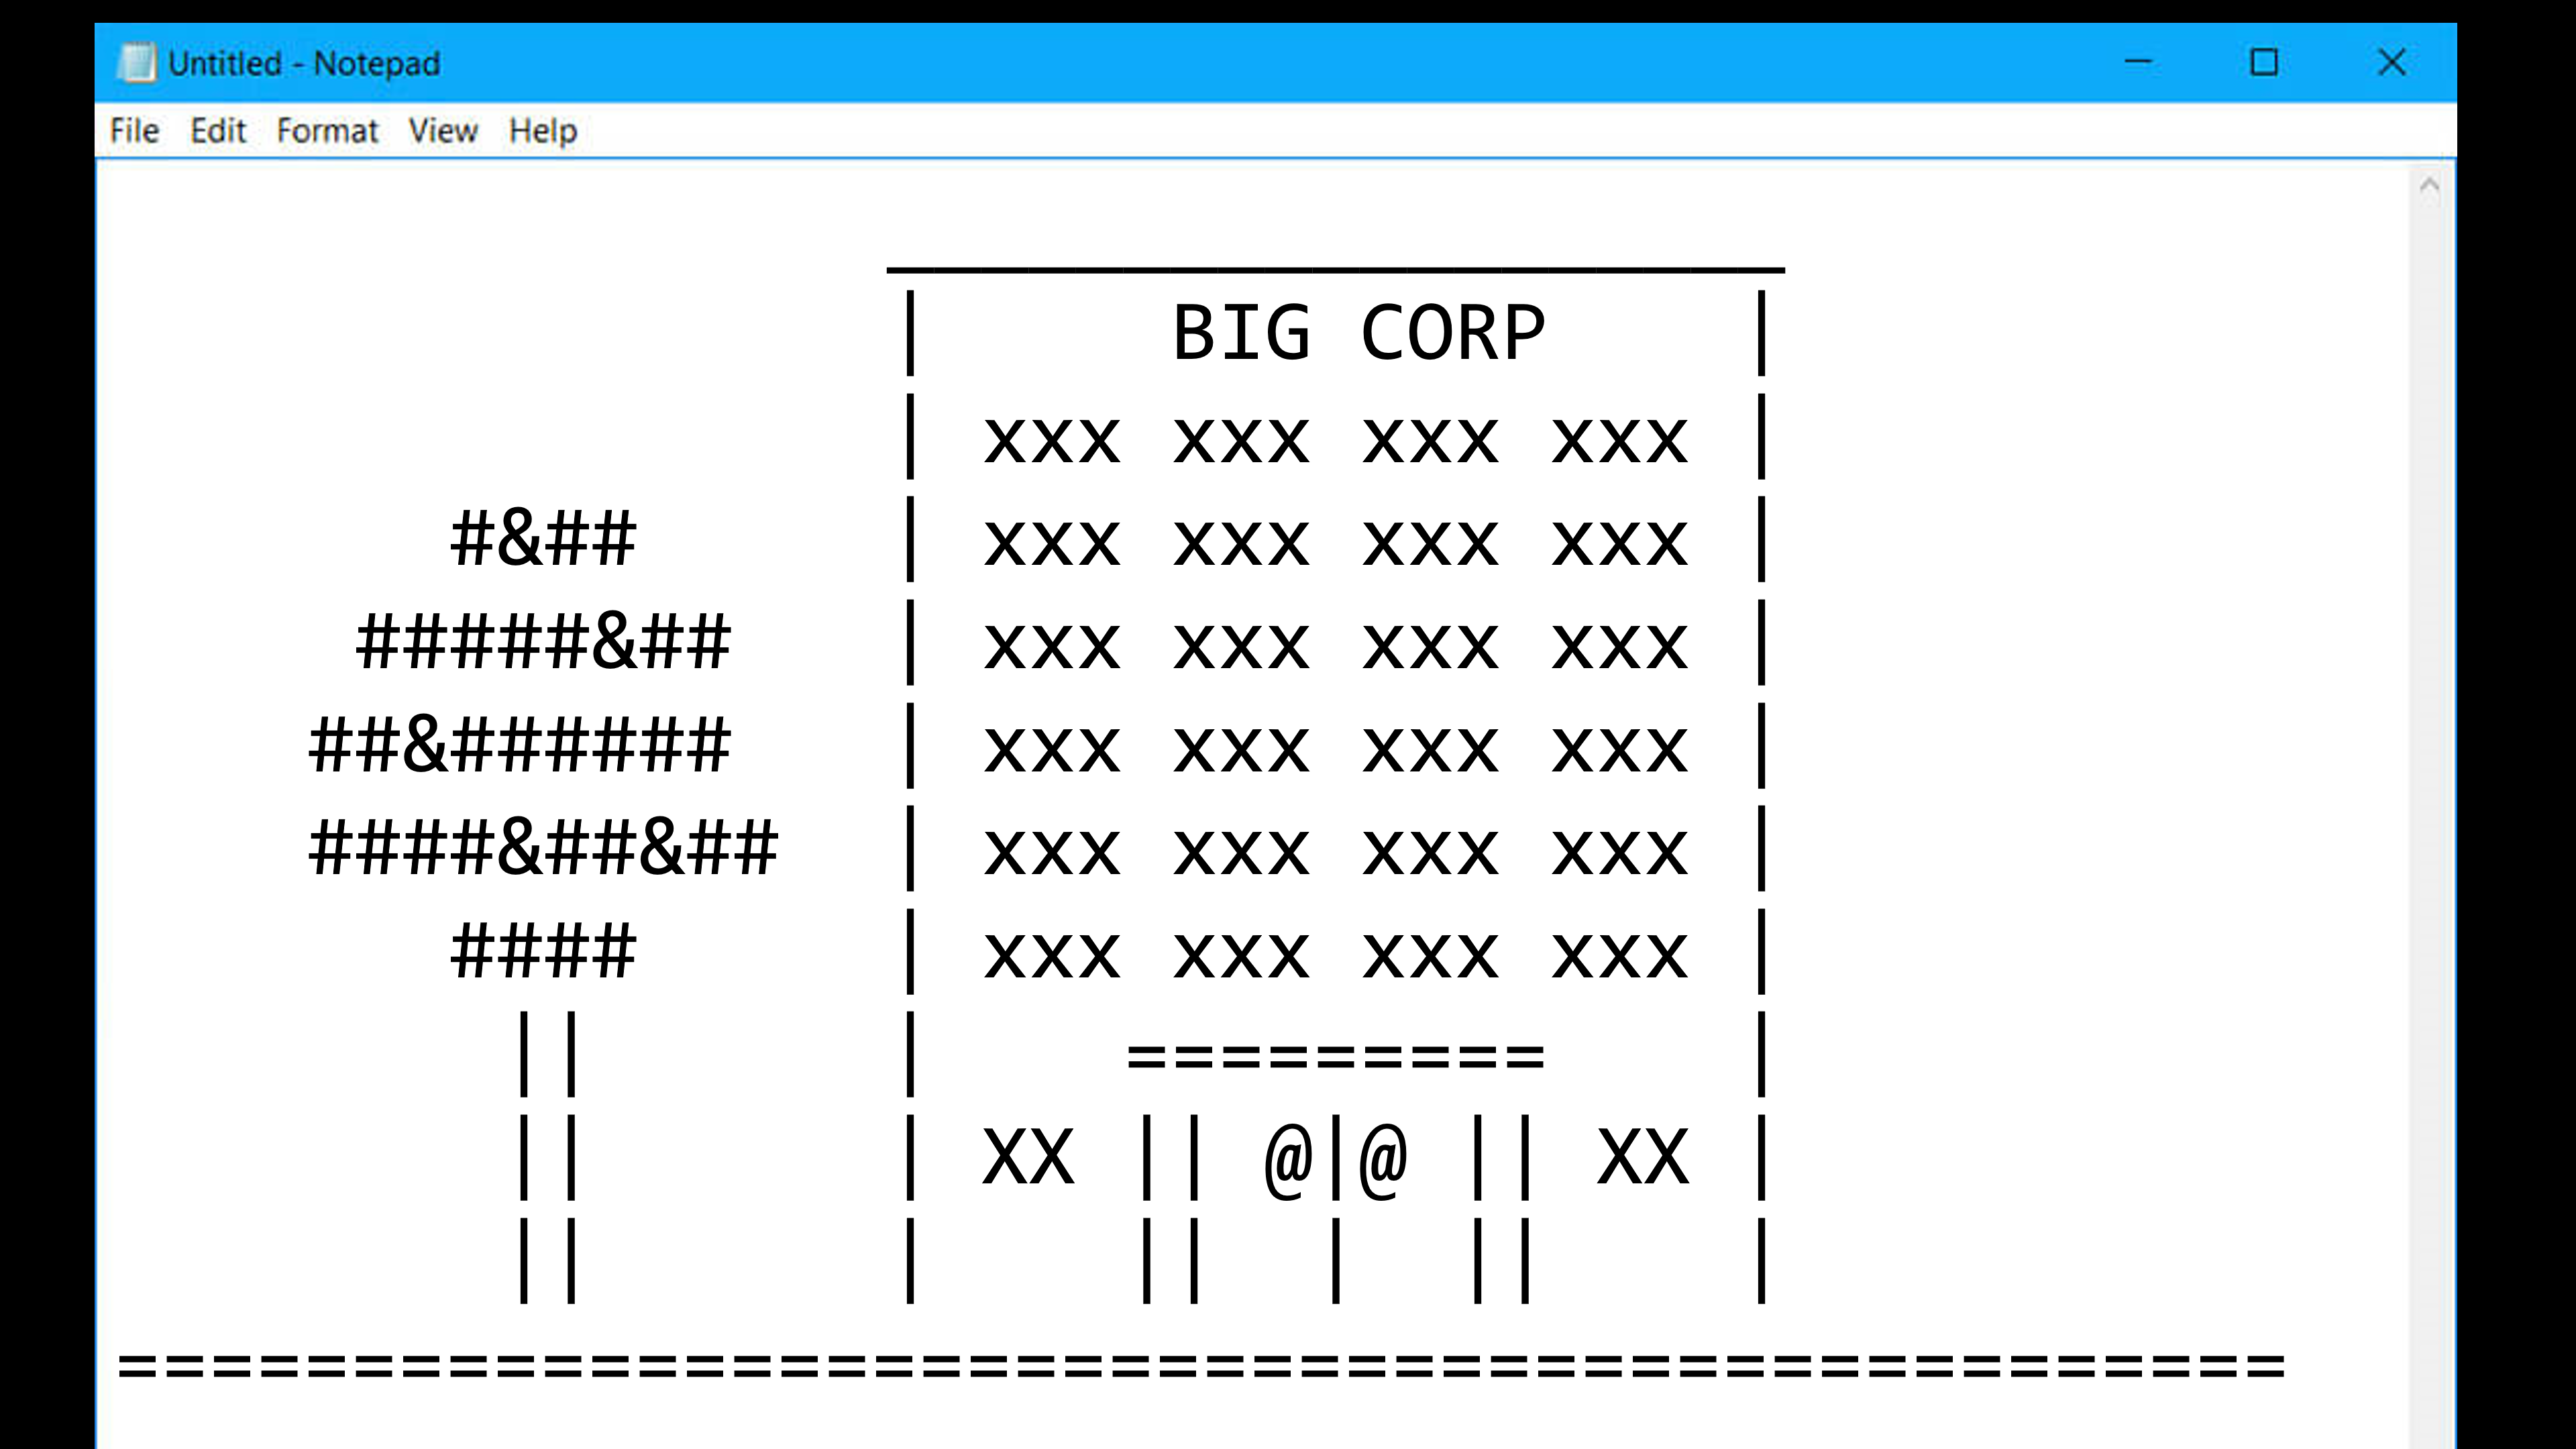 Untitled - Notepad
File Edit Format View Help
                 ___________________
                 |     BIG CORP    |
                 | xxx xxx xxx xxx |
       #&##      | xxx xxx xxx xxx |
     #####&##    | xxx xxx xxx xxx |
    ##&######    | xxx xxx xxx xxx |
    ####&##&##   | xxx xxx xxx xxx |
       ####      | xxx xxx xxx xxx |
        ||       |    =========    |
        ||       | XX || @|@ || XX |
        ||       |    ||  |  ||    |
==============================================